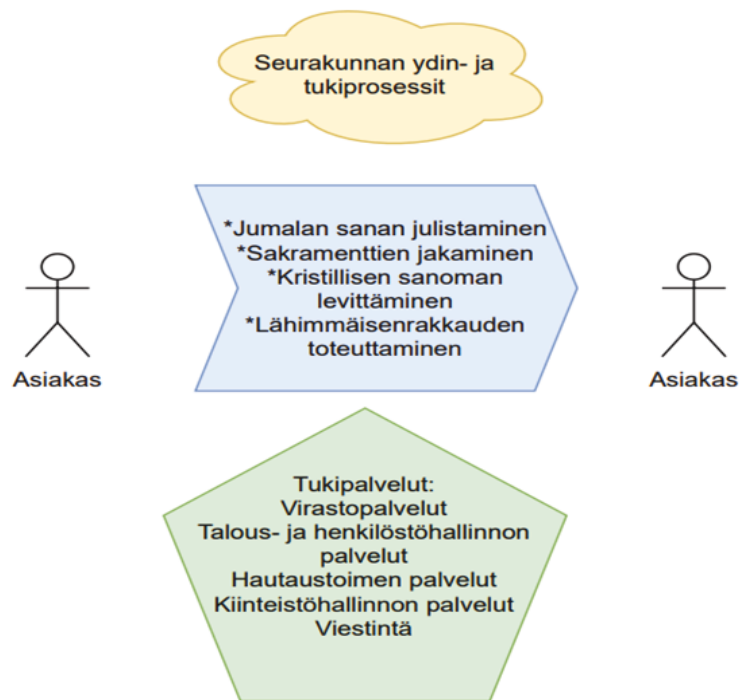 Seurakunnan ydin- ja
tukiprosessit
*Jumalan sanan julistaminen
*Sakramenttien jakaminen
*Kristillisen sanoman
levittäminen
*Lähimmäisenrakkauden
toteuttaminen
Asiakas
Asiakas
Tukipalvelut:
Virastopalvelut
Talous- ja henkilöstöhallinnon
palvelut
Hautaustoimen palvelut
Kiinteistöhallinnon palvelut
Viestintä